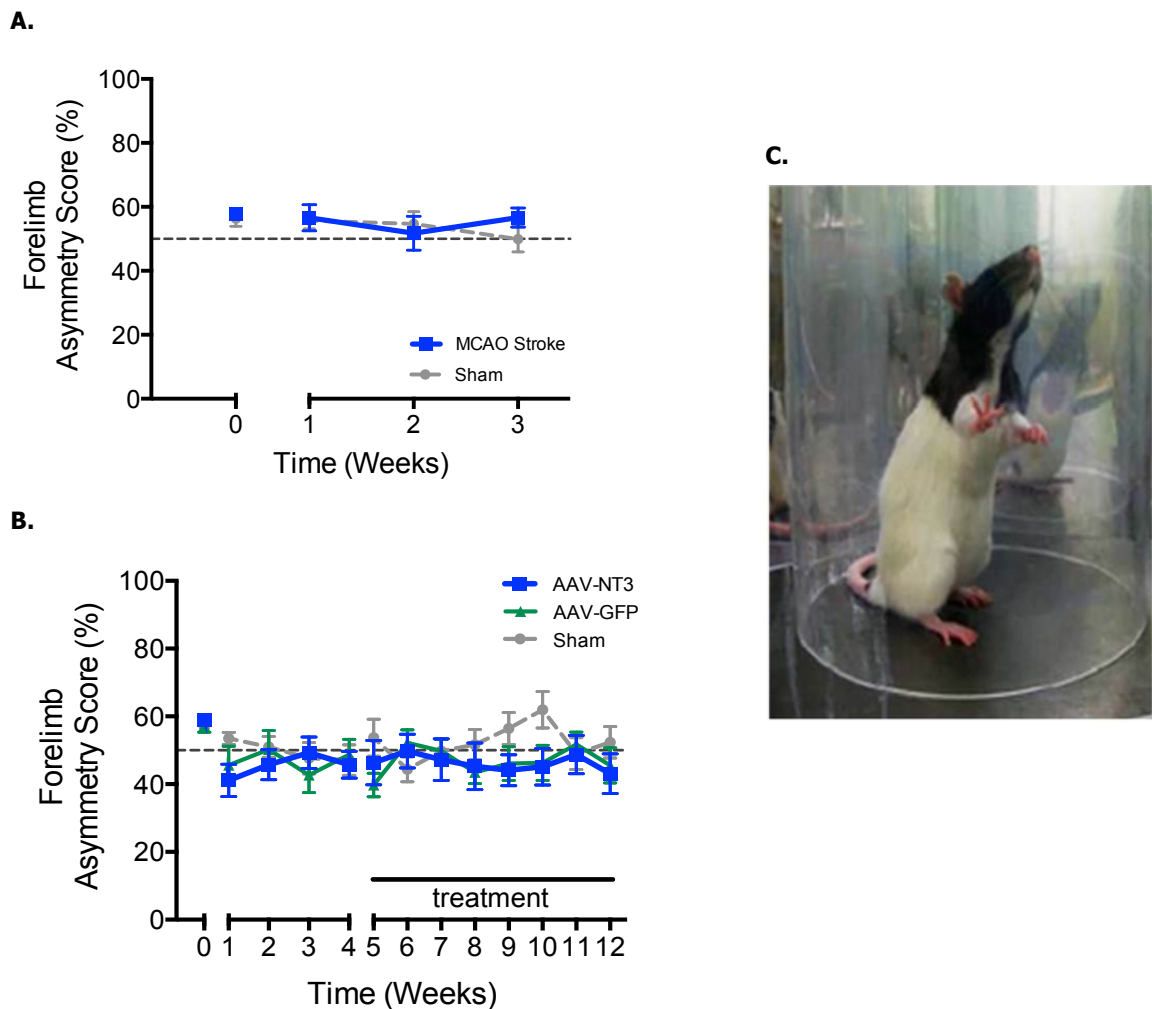 A.
Forelimb
Asymmetry Score (%)
100
80
60
40
20
0
MCAO Stroke
Sham
0 1 2 3
Time (Weeks)
B.
Forelimb
Asymmetry Score (%)
100
80
60
40
20
0
AAV-NT3
AAV-GFP
Sham
treatment
0 1 2 3 4 5 6 7 8 9 10 11 12
Time (Weeks)
C.